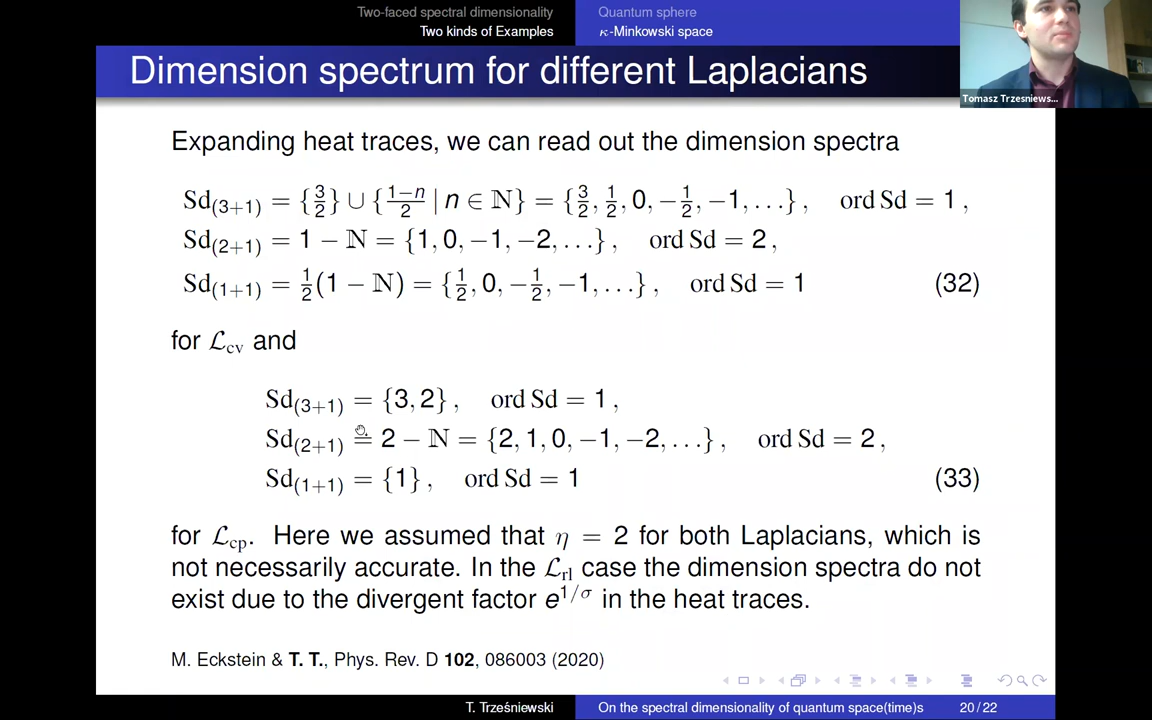 Two-faced spectral dimensionality
Two kinds of Examples
Quantum sphere
κ-Minkowski space
Dimension spectrum for different Laplacians
Tomasz Trzesniews...
Expanding heat traces, we can read out the dimension spectra
Sd₍₃₊₁₎ = {3/2} ∪ {(1−n)/2 | n ∈ ℕ} = {3/2, 1/2, 0, −1/2, −1, ...}, ord Sd = 1,
Sd₍₂₊₁₎ = 1 − ℕ = {1, 0, −1, −2, ...}, ord Sd = 2,
Sd₍₁₊₁₎ = 1/2(1 − ℕ) = {1/2, 0, −1/2, −1, ...}, ord Sd = 1 (32)
for ℒcv and
Sd₍₃₊₁₎ = {3, 2}, ord Sd = 1,
Sd₍₂₊₁₎ = 2 − ℕ = {2, 1, 0, −1, −2, ...}, ord Sd = 2,
Sd₍₁₊₁₎ = {1}, ord Sd = 1 (33)
for ℒcp. Here we assumed that η = 2 for both Laplacians, which is
not necessarily accurate. In the ℒrl case the dimension spectra do not
exist due to the divergent factor e^{1/σ} in the heat traces.
M. Eckstein & T. T., Phys. Rev. D 102, 086003 (2020)
T. Trześniewski
On the spectral dimensionality of quantum space(time)s
20/22